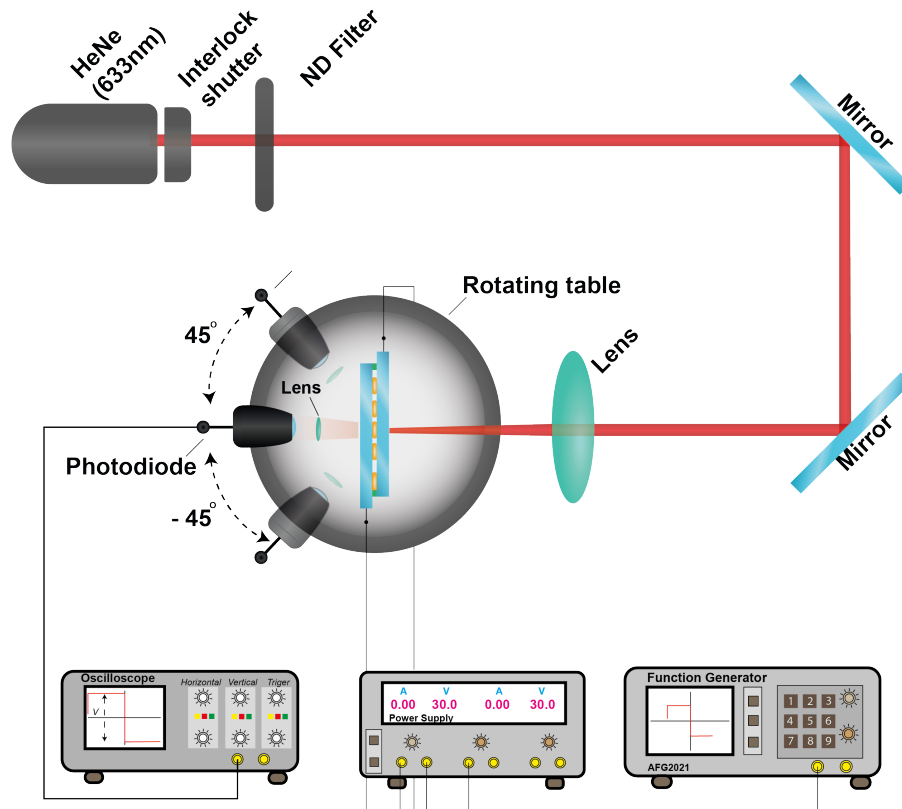 HeNe
(633nm)
Interlock
shutter
ND Filter
Mirror
Rotating table
45°
Lens
Lens
Photodiode
- 45°
Mirror
Oscilloscope
Horizontal Vertical Triger
V
A V A V
0.00 30.0 0.00 30.0
Power Supply
Function Generator
1 2 3
4 5 6
7 8 9
AFG2021